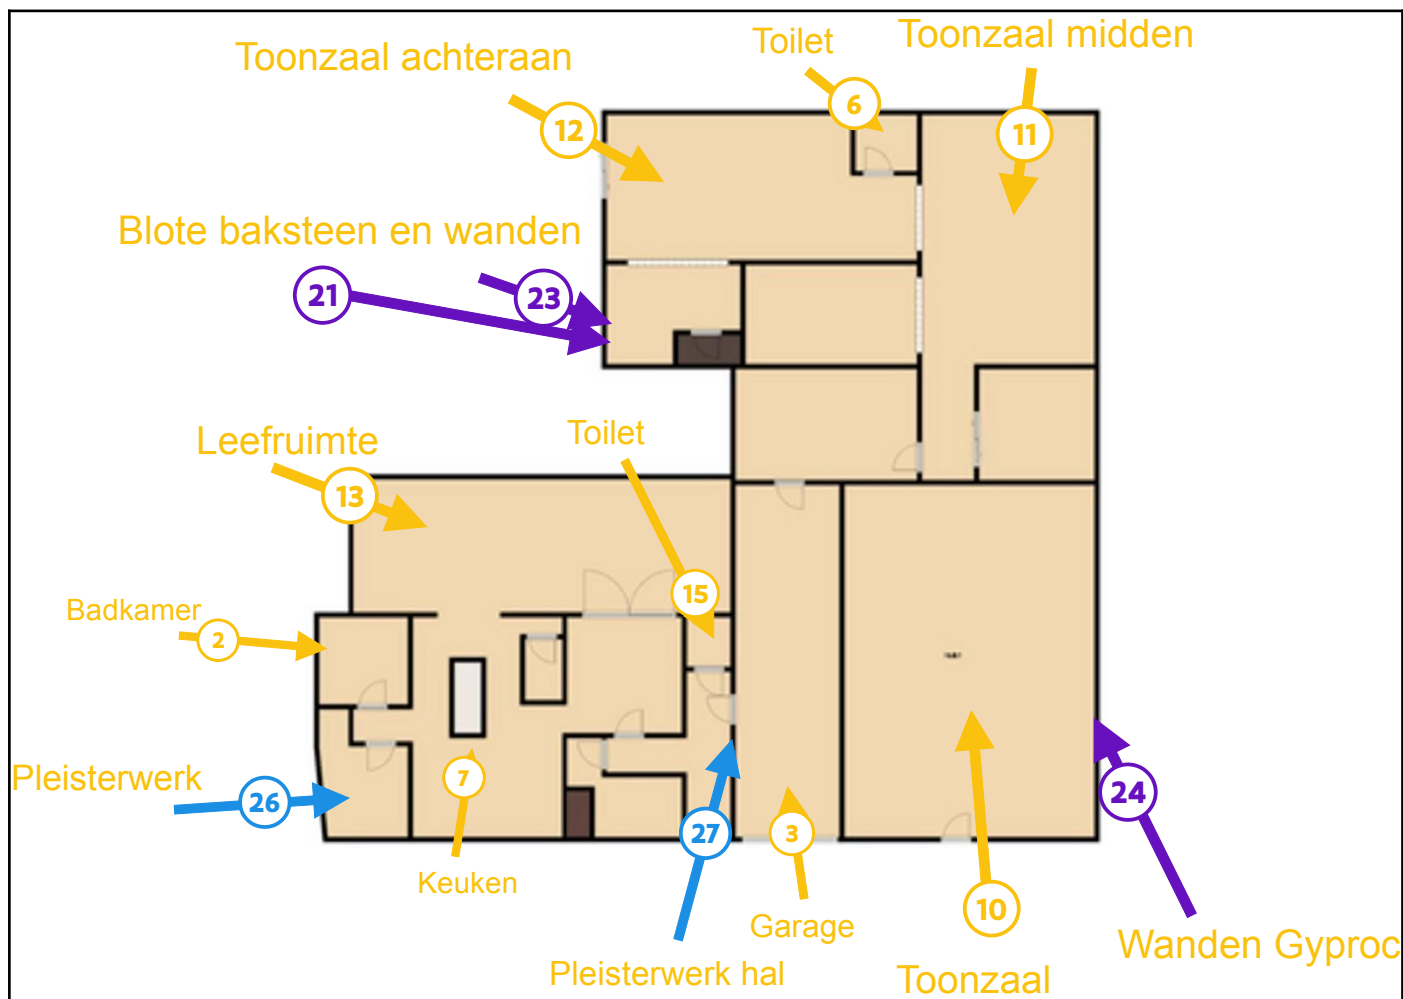 Toilet
Toonzaal midden
Toonzaal achteraan
6
12
11
Blote baksteen en wanden
21
23
Leefruimte
Toilet
13
15
Badkamer
2
Pleisterwerk
7
26
24
27
3
Keuken
10
Garage
Wanden Gyproc
Pleisterwerk hal
Toonzaal